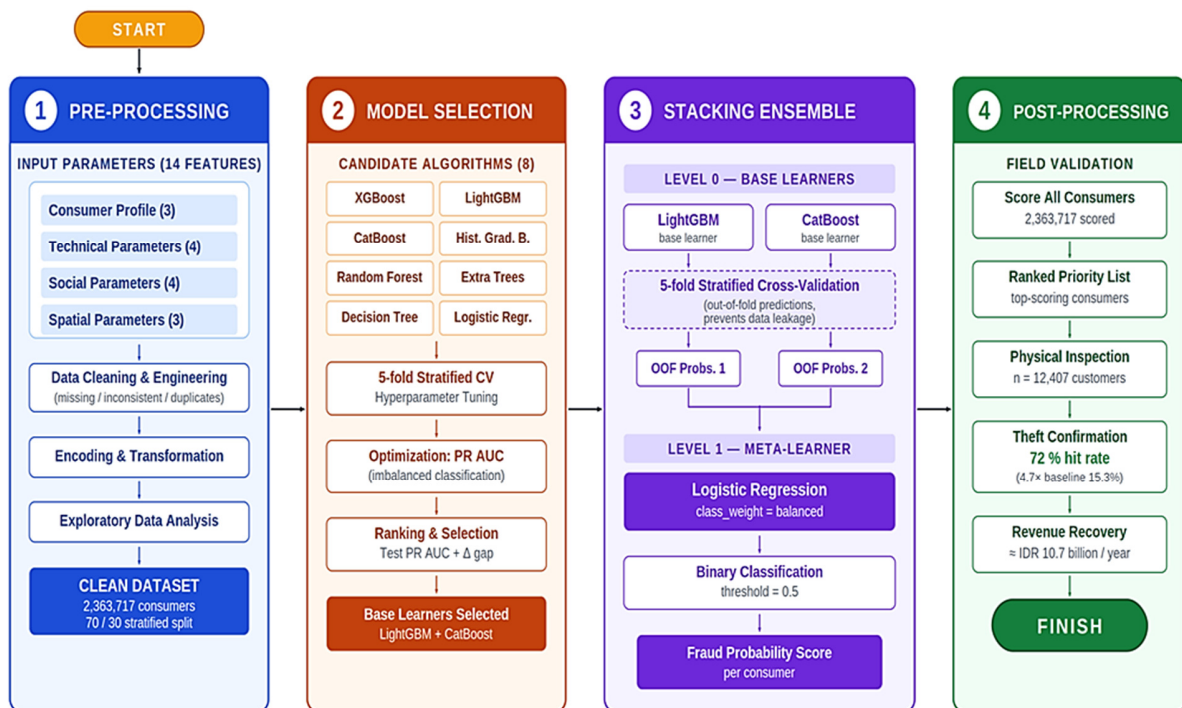 START
1 PRE-PROCESSING
INPUT PARAMETERS (14 FEATURES)
Consumer Profile (3)
Technical Parameters (4)
Social Parameters (4)
Spatial Parameters (3)
Data Cleaning & Engineering
(missing / inconsistent / duplicates)
Encoding & Transformation
Exploratory Data Analysis
CLEAN DATASET
2,363,717 consumers
70 / 30 stratified split
2 MODEL SELECTION
CANDIDATE ALGORITHMS (8)
XGBoost
LightGBM
CatBoost
Hist. Grad. B.
Random Forest
Extra Trees
Decision Tree
Logistic Regr.
5-fold Stratified CV
Hyperparameter Tuning
Optimization: PR AUC
(imbalanced classification)
Ranking & Selection
Test PR AUC + Δ gap
Base Learners Selected
LightGBM + CatBoost
3 STACKING ENSEMBLE
LEVEL 0 — BASE LEARNERS
LightGBM
base learner
CatBoost
base learner
5-fold Stratified Cross-Validation
(out-of-fold predictions,
prevents data leakage)
OOF Probs. 1
OOF Probs. 2
LEVEL 1 — META-LEARNER
Logistic Regression
class_weight = balanced
Binary Classification
threshold = 0.5
Fraud Probability Score
per consumer
4 POST-PROCESSING
FIELD VALIDATION
Score All Consumers
2,363,717 scored
Ranked Priority List
top-scoring consumers
Physical Inspection
n = 12,407 customers
Theft Confirmation
72 % hit rate
(4.7× baseline 15.3%)
Revenue Recovery
≈ IDR 10.7 billion / year
FINISH